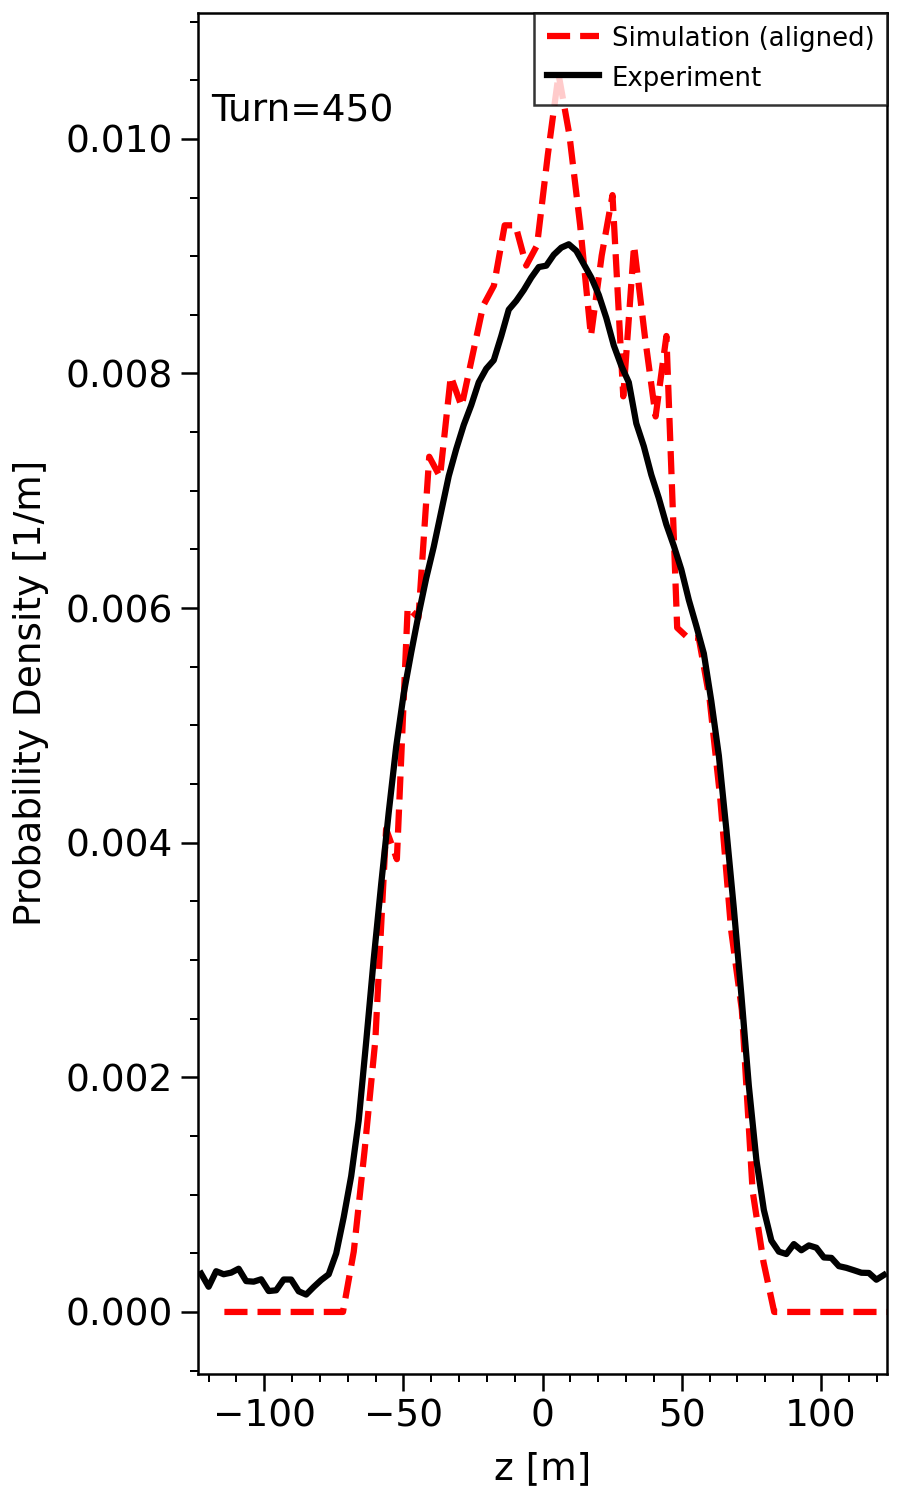 Simulation (aligned)
Experiment
Turn=450
0.010
0.008
0.006
0.004
0.002
0.000
Probability Density [1/m]
−100
−50
0
50
100
z [m]